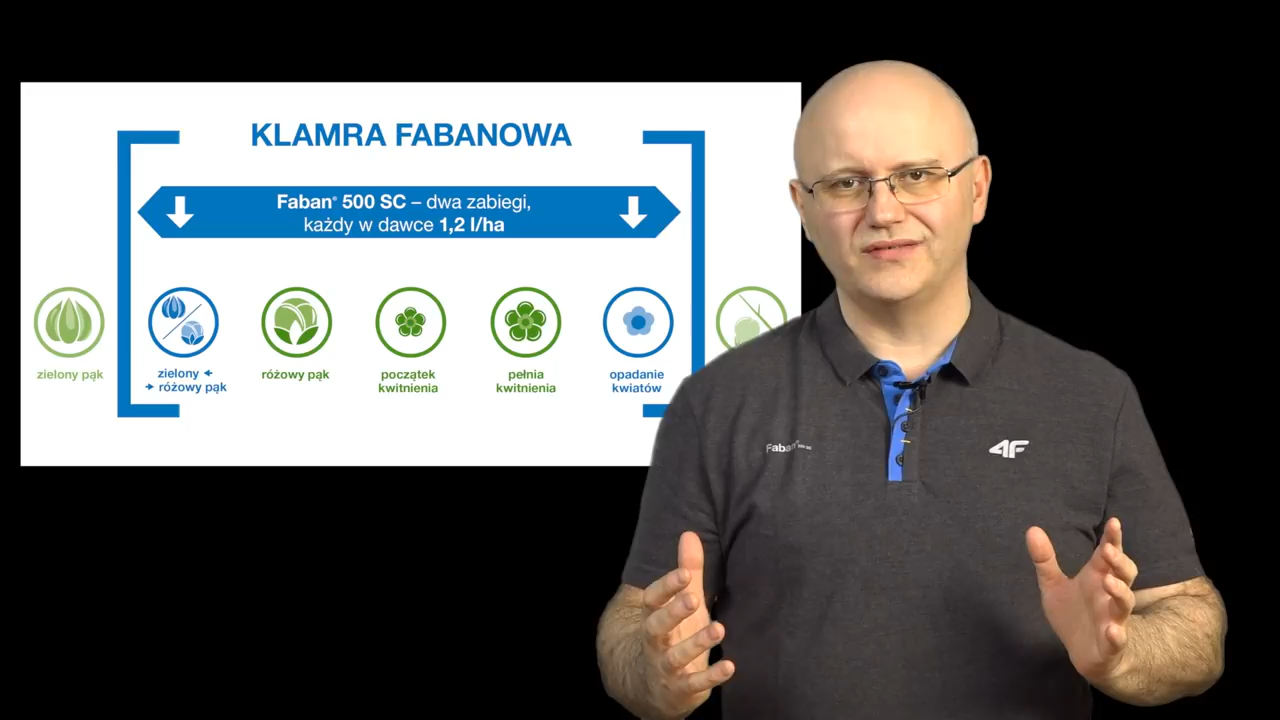 KLAMRA FABANOWA
Faban® 500 SC – dwa zabiegi,
każdy w dawce 1,2 l/ha
zielony pąk
zielony ←
→ różowy pąk
różowy pąk
początek
kwitnienia
pełnia
kwitnienia
opadanie
kwiatów
4F